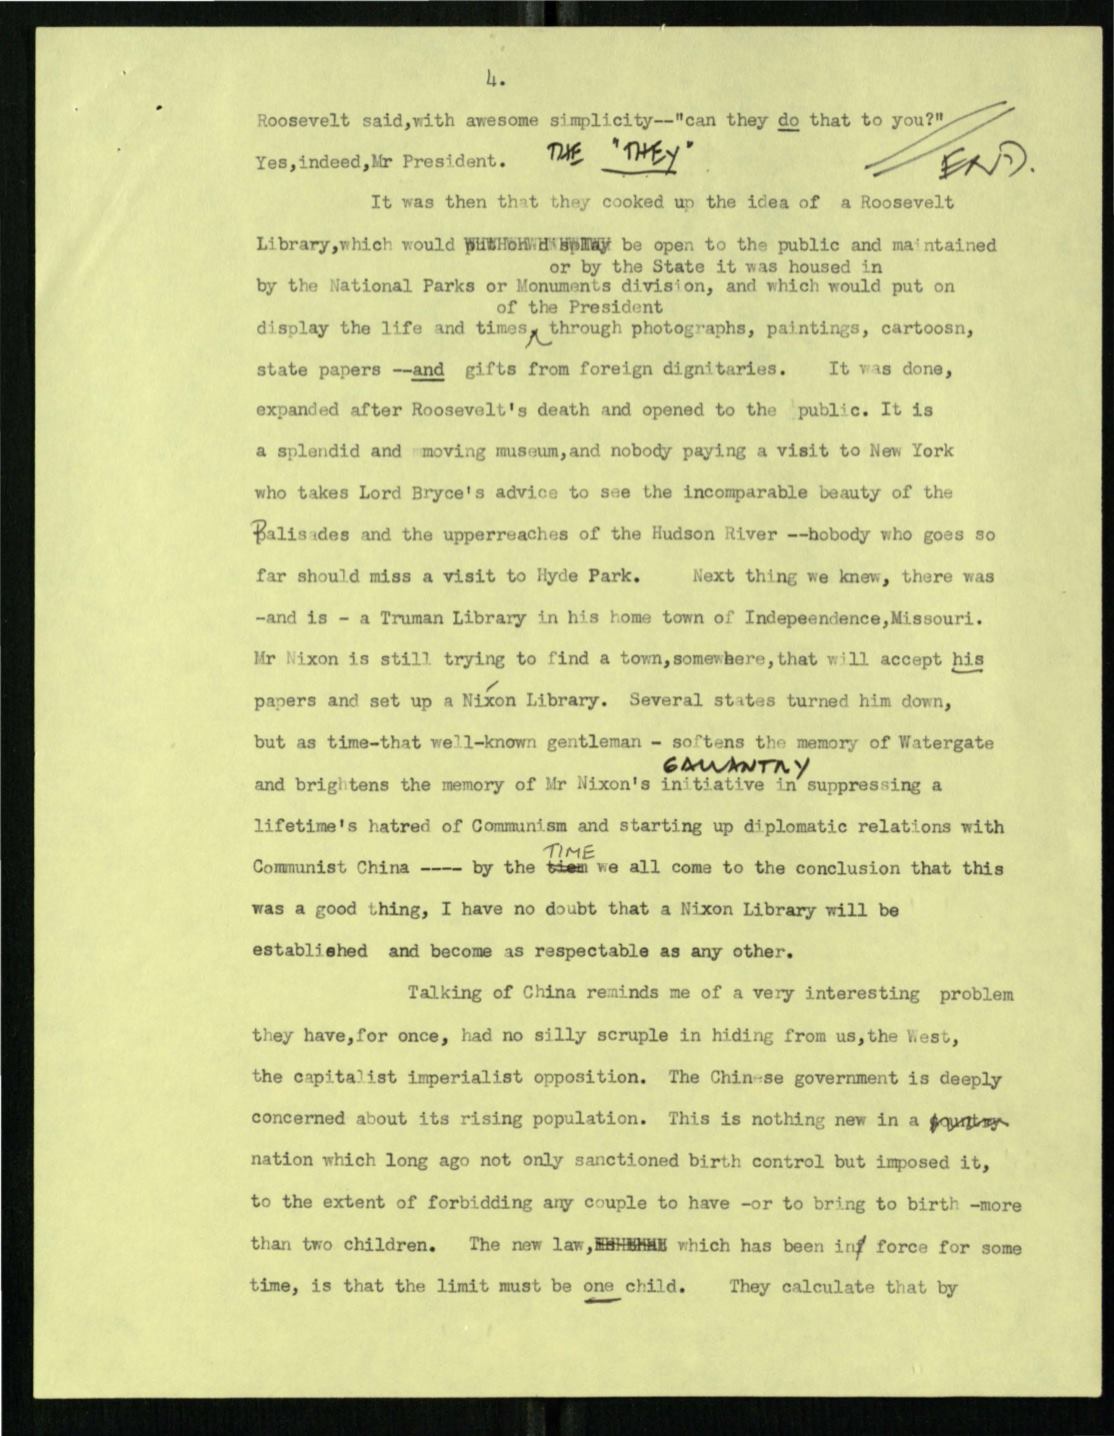 4.
Roosevelt said,with awesome simplicity--"can they do that to you?"
Yes,indeed,Mr President. THE "THEY" END.
It was then that they cooked up the idea of a Roosevelt
Library,which would be open to the public and maintained
or by the State it was housed in
by the National Parks or Monuments division, and which would put on
of the President
display the life and times, through photographs, paintings, cartoosn,
state papers --and gifts from foreign dignitaries. It was done,
expanded after Roosevelt's death and opened to the public. It is
a splendid and moving museum,and nobody paying a visit to New York
who takes Lord Bryce's advice to see the incomparable beauty of the
Palisades and the upperreaches of the Hudson River --hobody who goes so
far should miss a visit to Hyde Park. Next thing we knew, there was
-and is - a Truman Library in his home town of Indepeendence,Missouri.
Mr Nixon is still trying to find a town,somewhere,that will accept his
papers and set up a Nixon Library. Several states turned him down,
but as time-that well-known gentleman - softens the memory of Watergate
GALLANTRY
and brightens the memory of Mr Nixon's initiative in suppressing a
lifetime's hatred of Communism and starting up diplomatic relations with
TIME
Communist China ---- by the tiem we all come to the conclusion that this
was a good thing, I have no doubt that a Nixon Library will be
established and become as respectable as any other.
Talking of China reminds me of a very interesting problem
they have,for once, had no silly scruple in hiding from us,the West,
the capitalist imperialist opposition. The Chinese government is deeply
concerned about its rising population. This is nothing new in a country
nation which long ago not only sanctioned birth control but imposed it,
to the extent of forbidding any couple to have -or to bring to birth -more
than two children. The new law, which has been in force for some
time, is that the limit must be one child. They calculate that by